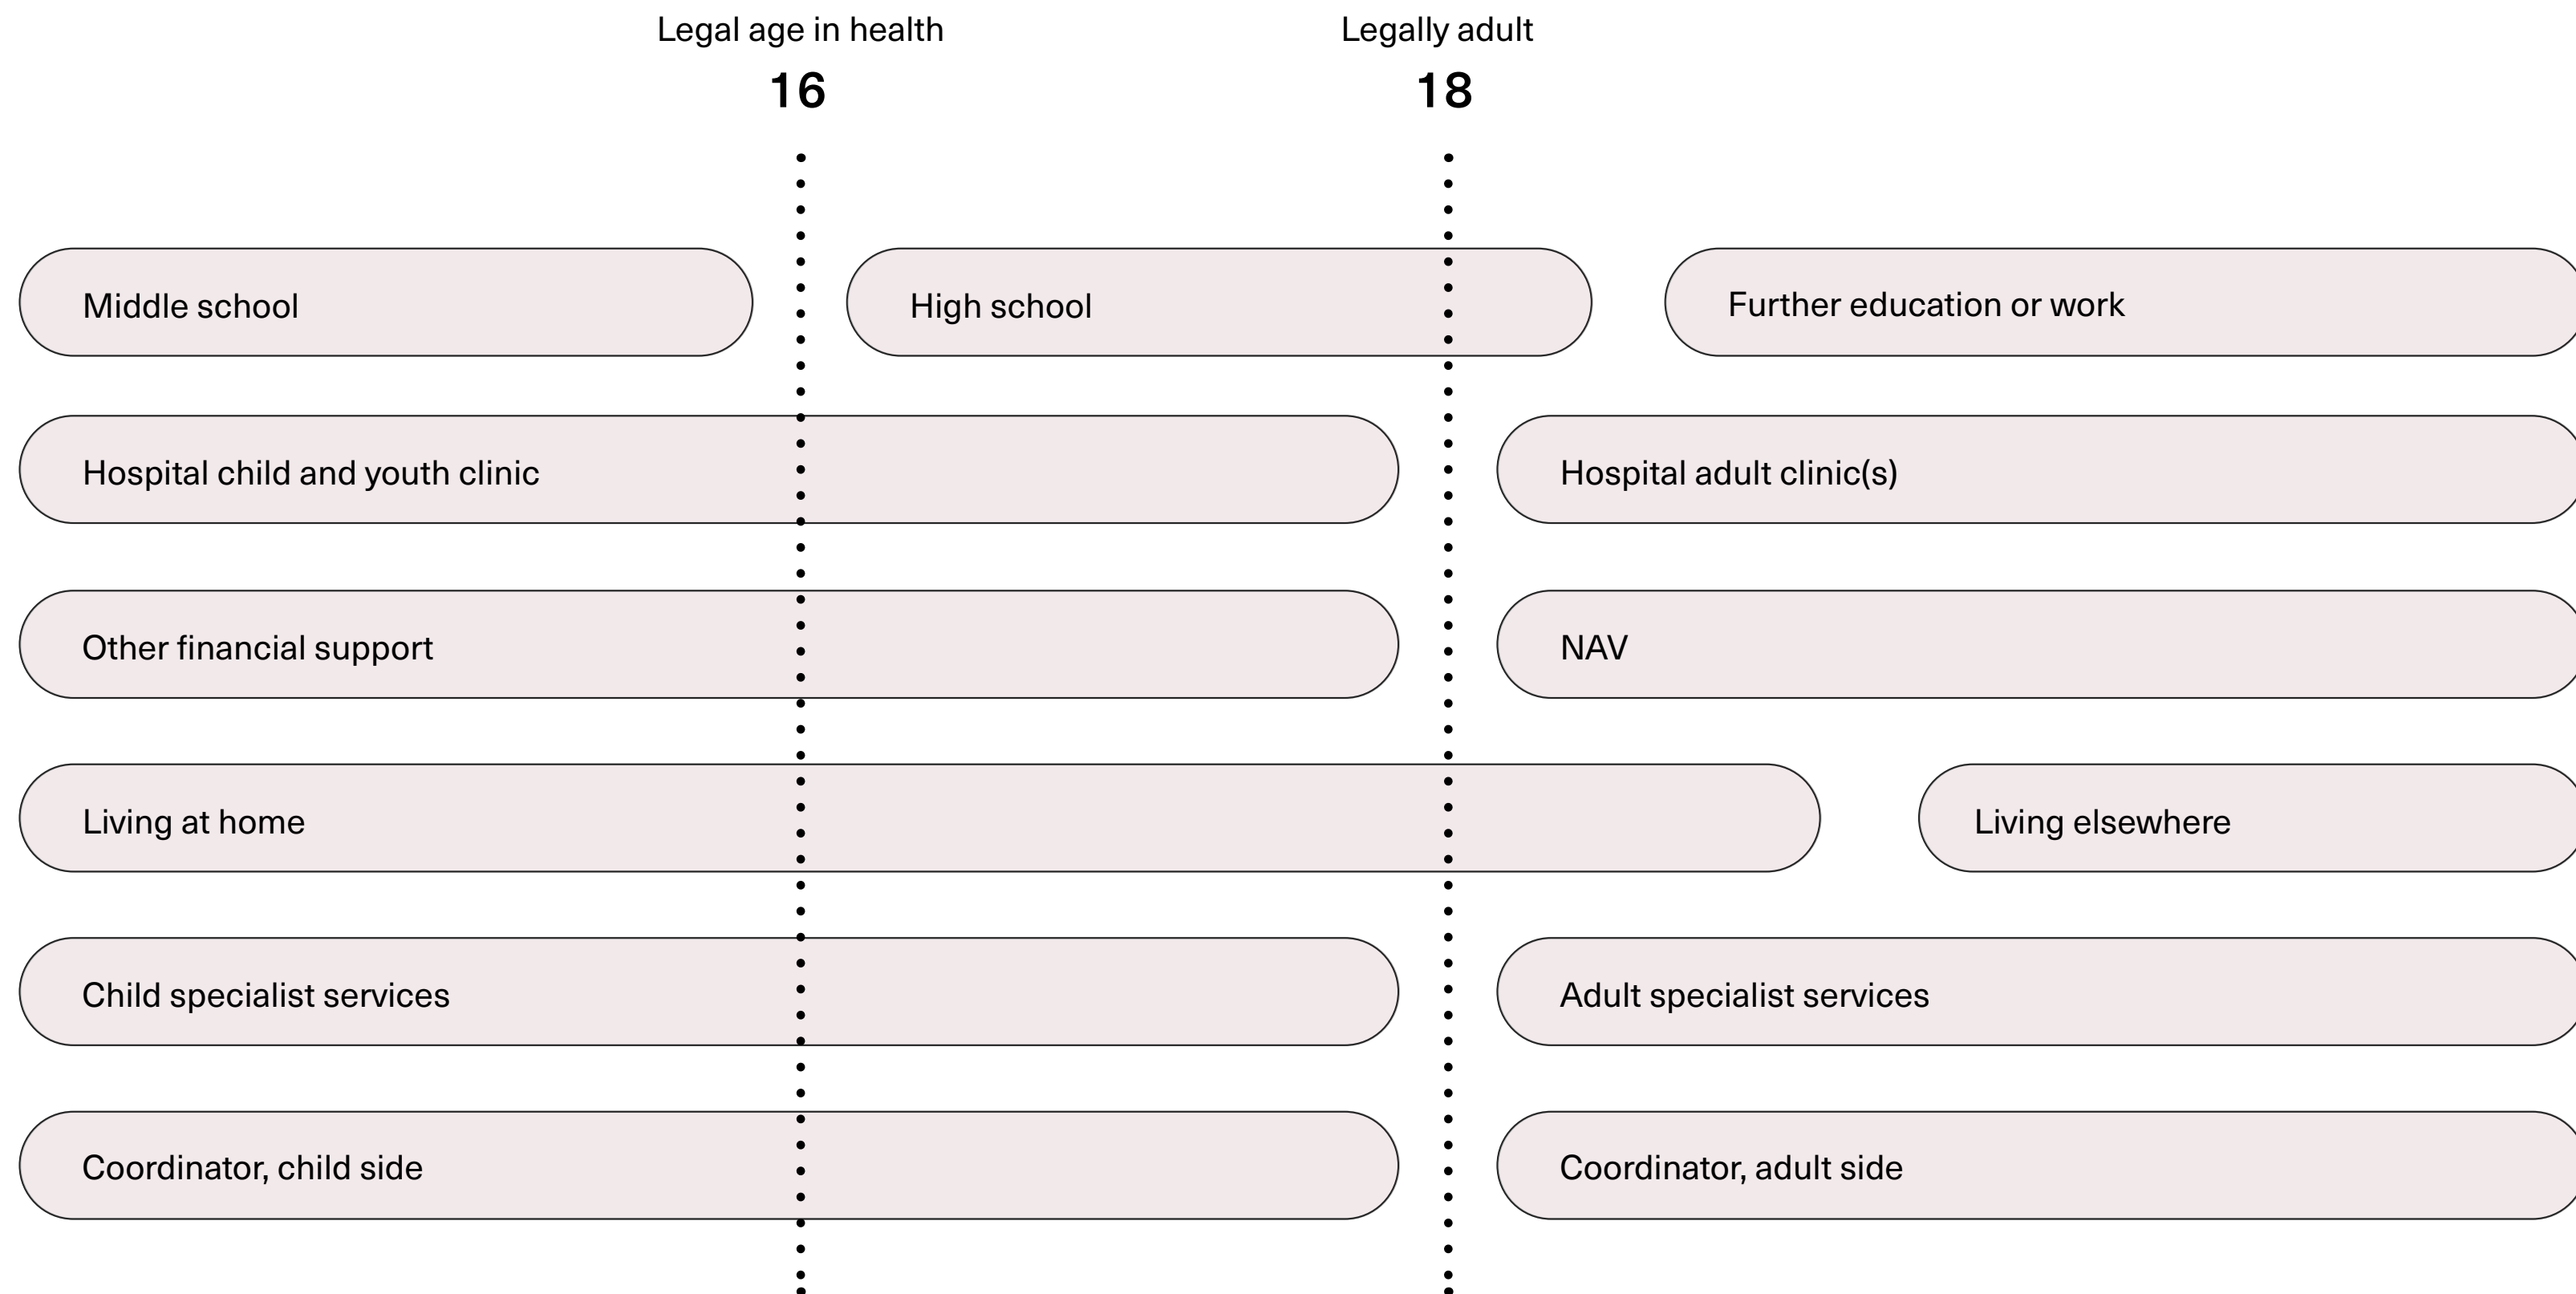 Legal age in health
16
Legally adult
18
Middle school
High school
Further education or work
Hospital child and youth clinic
Hospital adult clinic(s)
Other financial support
NAV
Living at home
Living elsewhere
Child specialist services
Adult specialist services
Coordinator, child side
Coordinator, adult side